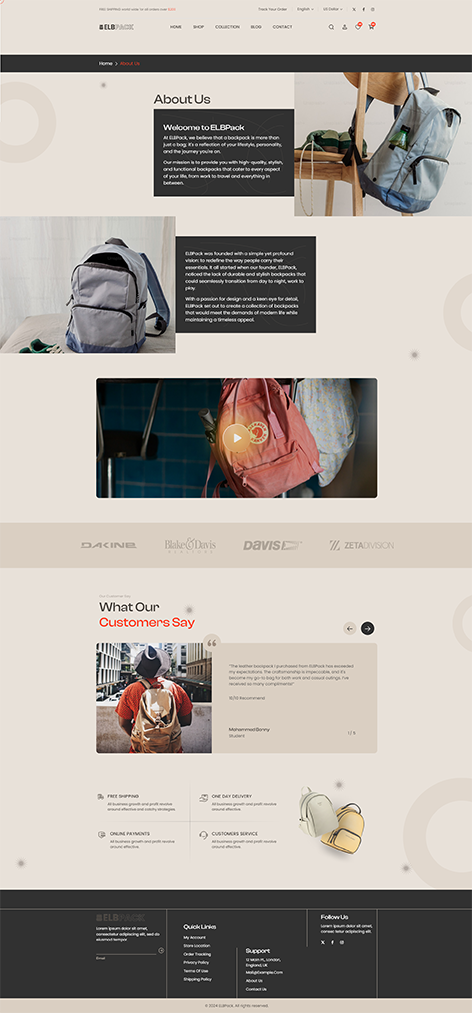 FREE SHIPPING world wide for all orders over $200
Track Your Order
English
US Dollar
ELBPACK
HOME
SHOP
COLLECTION
BLOG
CONTACT
Home
About Us
About Us
Welcome to ELBPack
At ELBPack, we believe that a backpack is more than
just a bag; it's a reflection of your lifestyle, personality,
and the journey you're on.
Our mission is to provide you with high-quality, stylish,
and functional backpacks that cater to every aspect
of your life, from work to travel and everything in
between.
ELBPack was founded with a simple yet profound
vision: to redefine the way people carry their
essentials. It all started when our founder, ELBPack,
noticed the lack of durable and stylish backpacks that
could seamlessly transition from day to night, work to
play.
With a passion for design and a keen eye for detail,
ELBPack set out to create a collection of backpacks
that would meet the demands of modern life while
maintaining a timeless appeal.
DAKINE
Blake & Davis
DAVIS
ZETADIVISION
Our Customer Say
What Our
Customers Say
"The leather backpack I purchased from ELBPack has exceeded
my expectations. The craftsmanship is impeccable, and it's
become my go-to bag for both work and casual outings. I've
received so many compliments!"
10/10 Recommend
Mohammad Bonny
Student
1 / 5
FREE SHIPPING
All business growth and profit revolve
around effective and catchy strategies.
ONE DAY DELIVERY
All business growth and profit revolve
around effective.
ONLINE PAYMENTS
All business growth and profit revolve
around effective.
CUSTOMERS SERVICE
All business growth and profit revolve
around effective.
ELBPACK
Lorem ipsum dolor sit amet,
consectetur adipiscing elit, sed do
eiusmod tempor
Email
Quick Links
My Account
Store Location
Order Tracking
Privacy Policy
Terms Of Use
Shipping Policy
Support
12 Main Pl., London,
England, UK
Mail@Example.Com
About Us
Contact Us
Follow Us
Lorem ipsum dolor sit amet,
consec tetur adipiscing elit.
© 2024 ELBPack. All rights reserved.